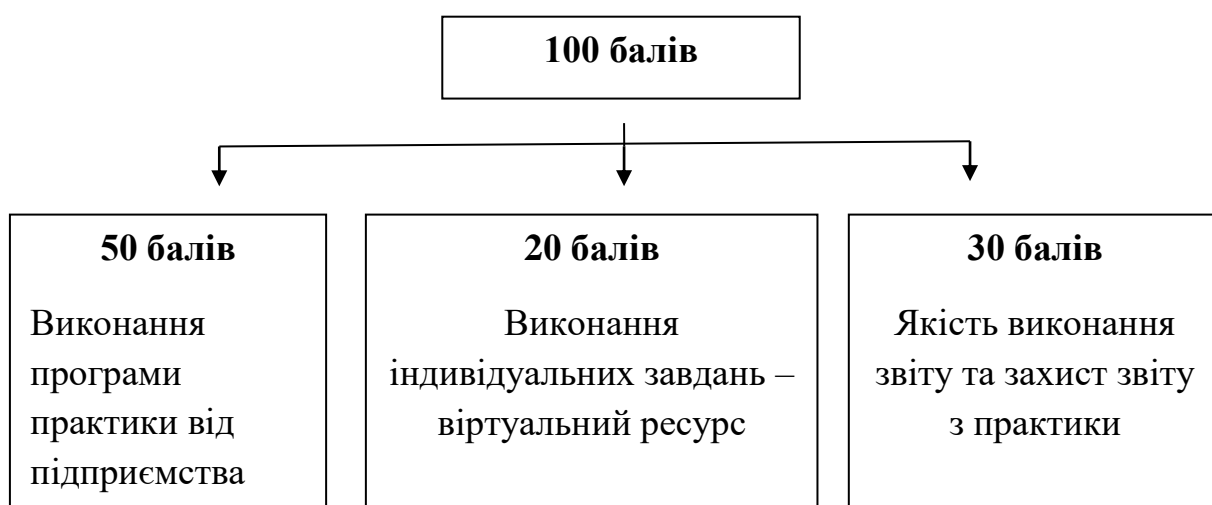 100 балів
50 балів
Виконання
програми
практики від
підприємства
20 балів
Виконання
індивідуальних завдань –
віртуальний ресурс
30 балів
Якість виконання
звіту та захист звіту
з практики